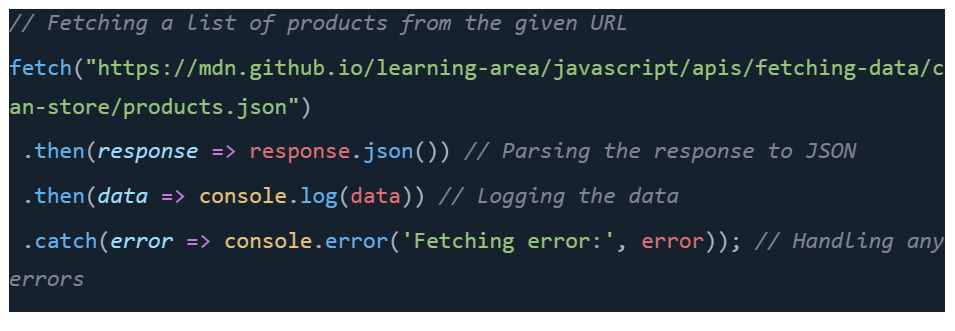 // Fetching a list of products from the given URL
fetch("https://mdn.github.io/learning-area/javascript/apis/fetching-data/c
an-store/products.json")
.then(response => response.json()) // Parsing the response to JSON
.then(data => console.log(data)) // Logging the data
.catch(error => console.error('Fetching error:', error)); // Handling any
errors